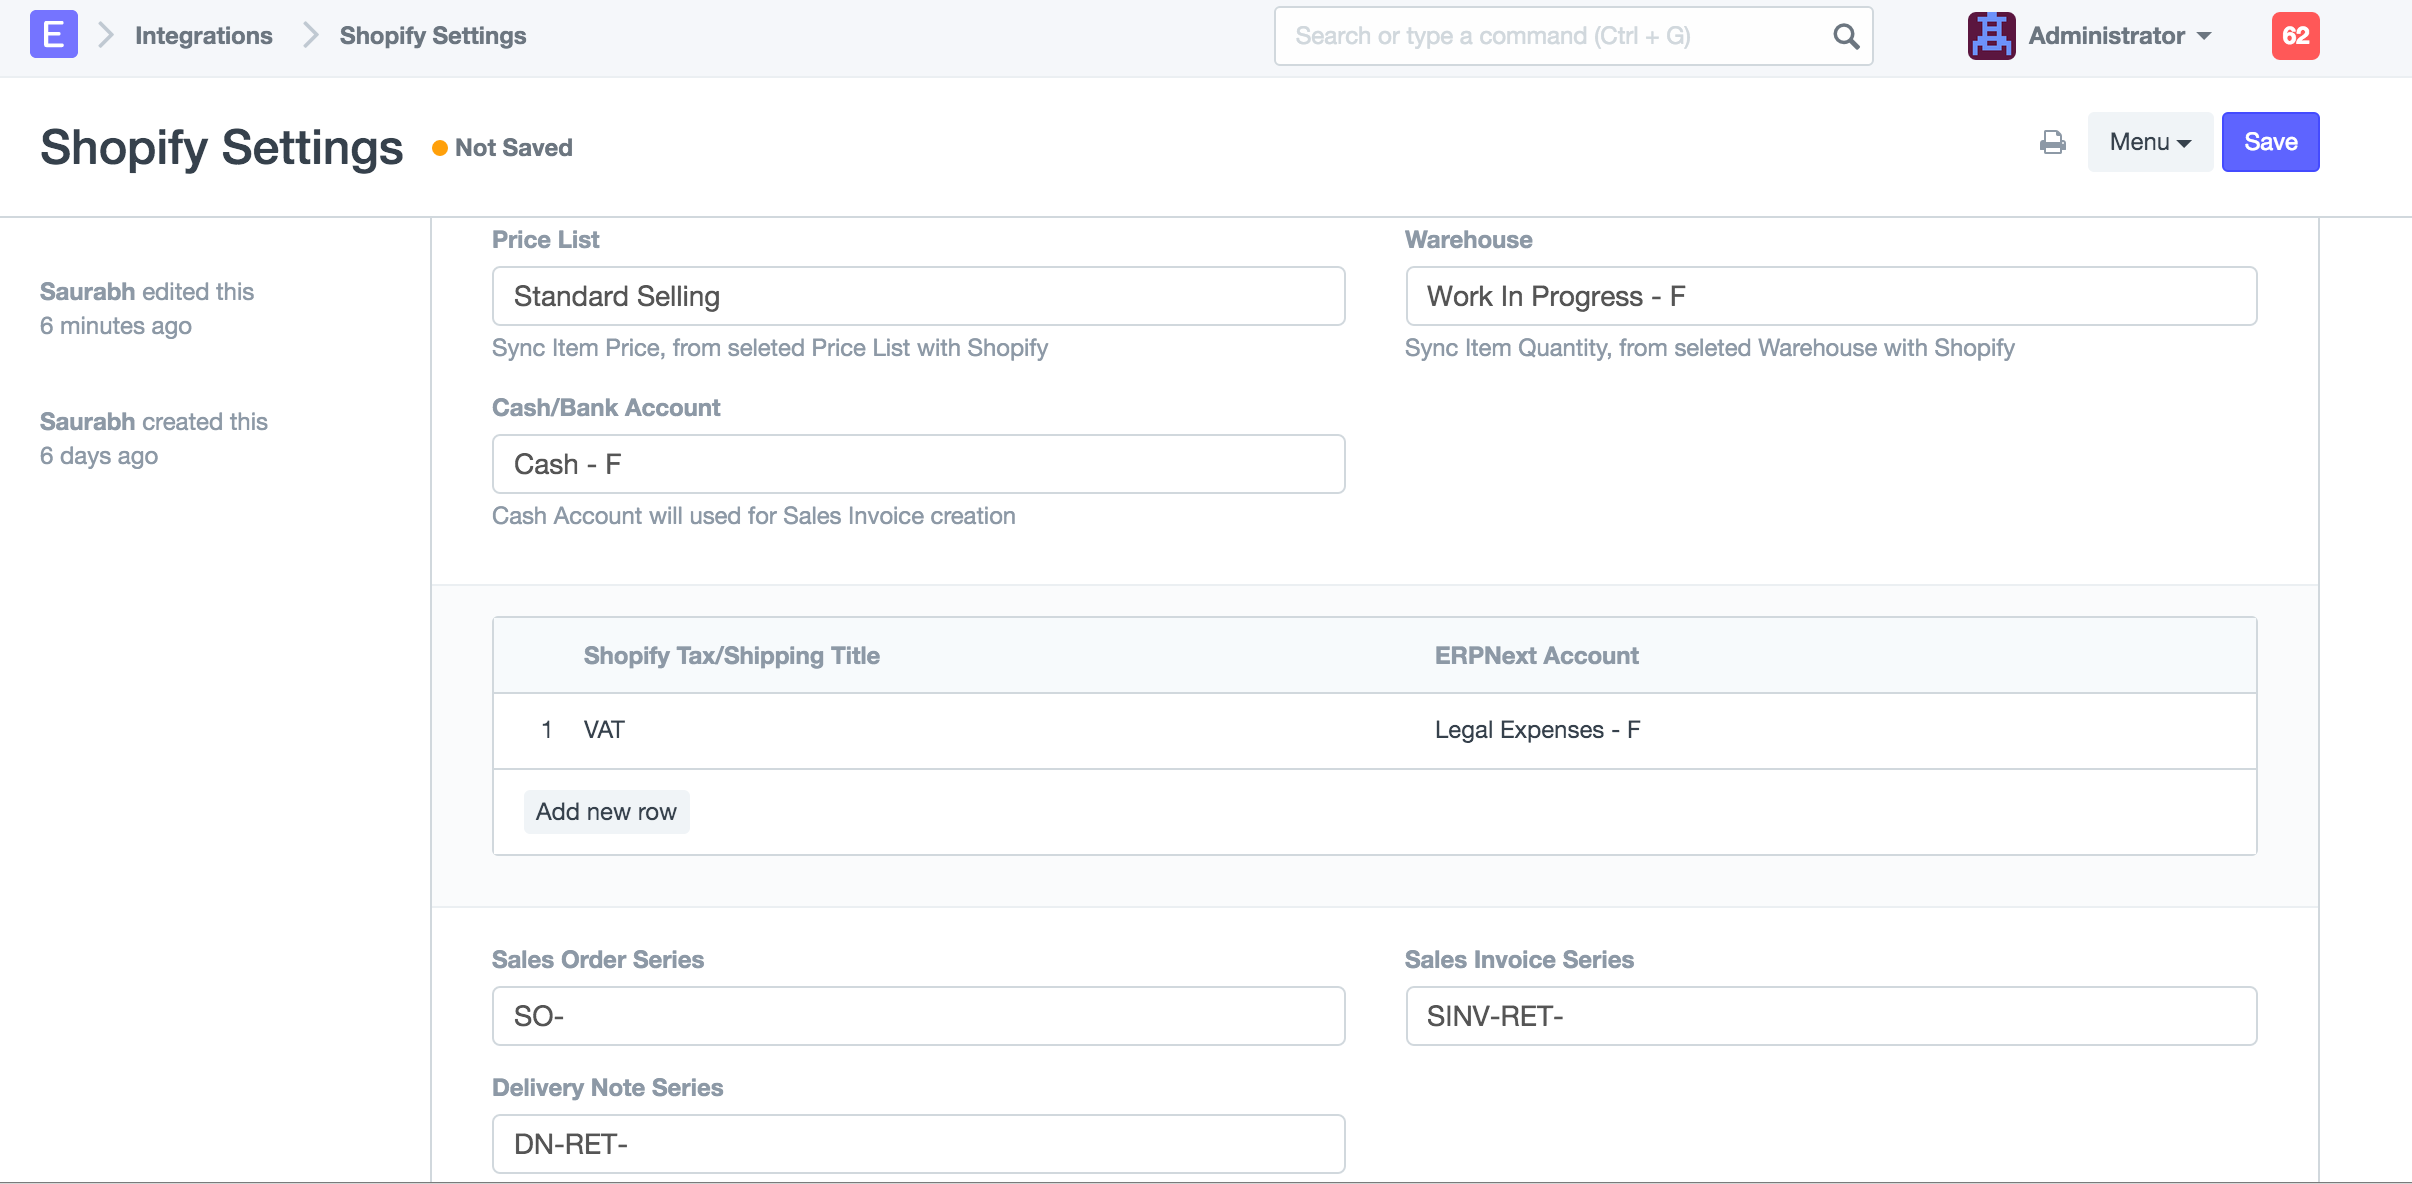 E
Integrations
Shopify Settings
Search or type a command (Ctrl + G)
Administrator
62
Shopify Settings
Not Saved
Menu
Save
Saurabh edited this
6 minutes ago
Saurabh created this
6 days ago
Price List
Standard Selling
Sync Item Price, from seleted Price List with Shopify
Warehouse
Work In Progress - F
Sync Item Quantity, from seleted Warehouse with Shopify
Cash/Bank Account
Cash - F
Cash Account will used for Sales Invoice creation
Shopify Tax/Shipping Title
ERPNext Account
1 VAT
Legal Expenses - F
Add new row
Sales Order Series
SO-
Sales Invoice Series
SINV-RET-
Delivery Note Series
DN-RET-